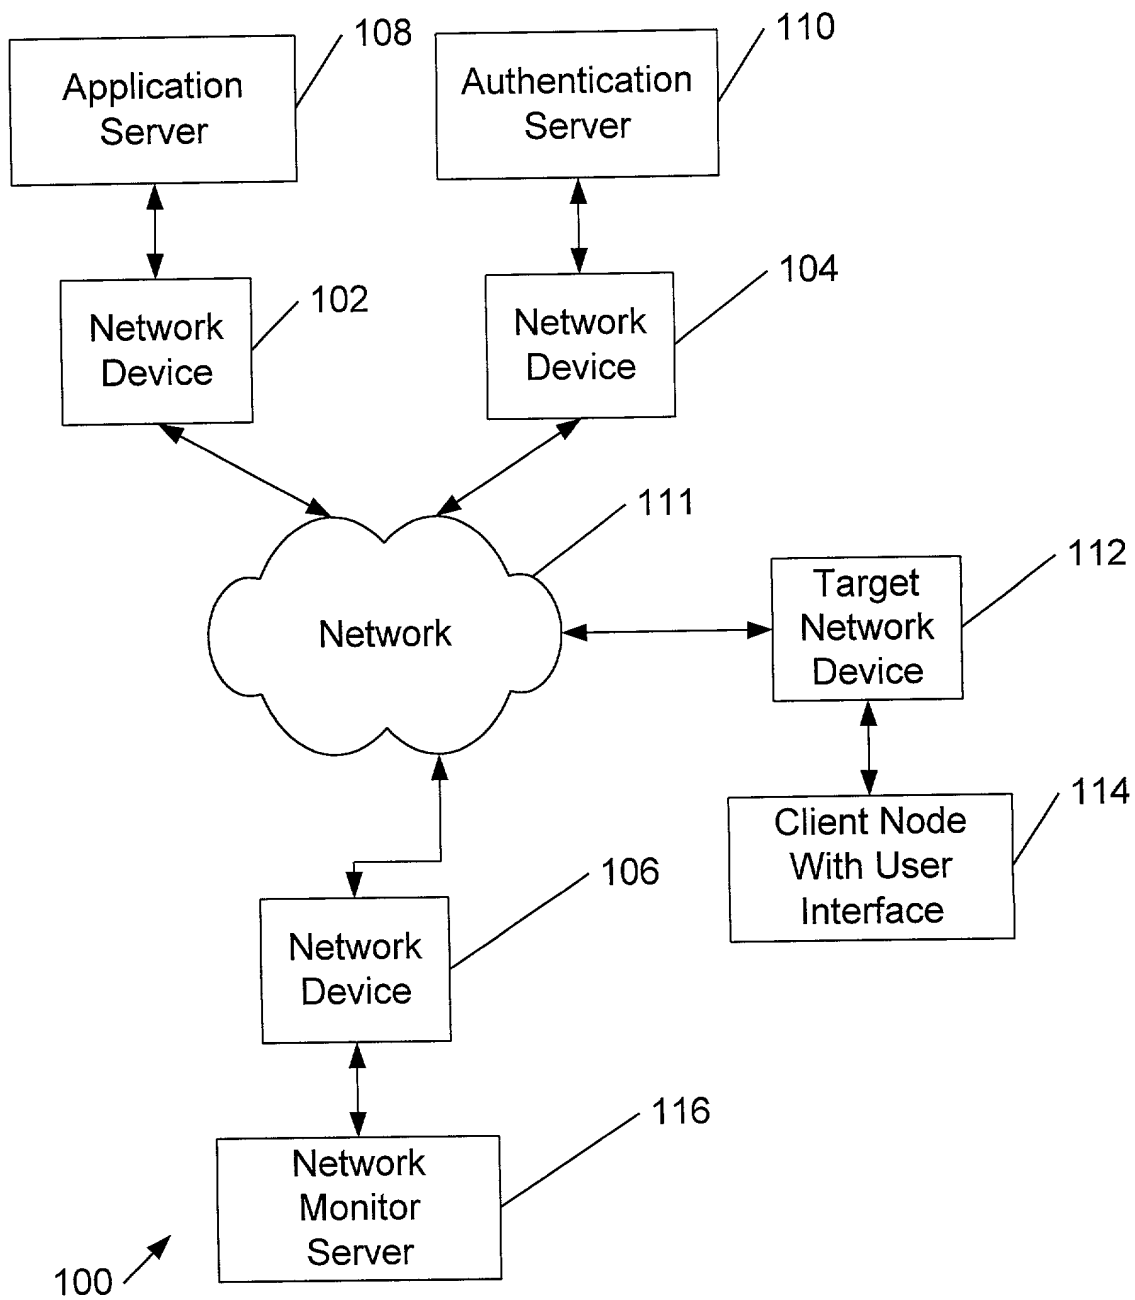 108
Application
Server
110
Authentication
Server
102
Network
Device
104
Network
Device
111
Network
112
Target
Network
Device
114
Client Node
With User
Interface
106
Network
Device
116
Network
Monitor
Server
100